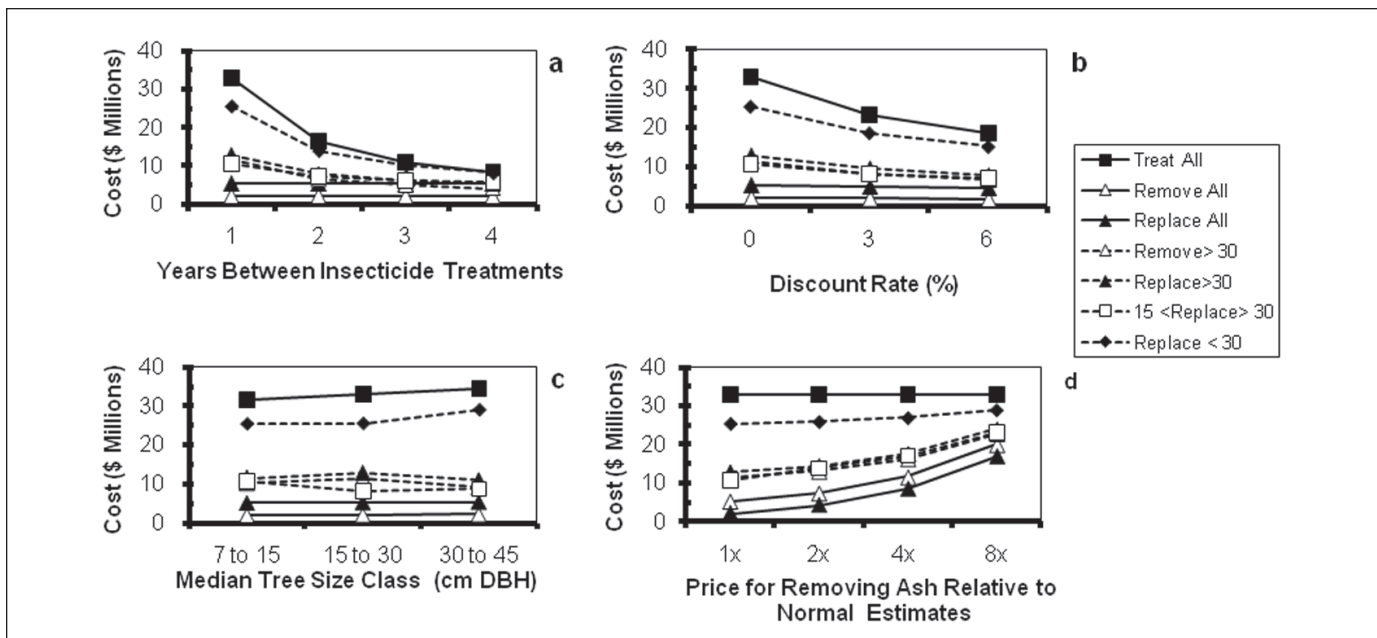 a
Cost ($ Millions)
40
30
20
10
0
1 2 3 4
Years Between Insecticide Treatments
b
Cost ($ Millions)
40
30
20
10
0
0 3 6
Discount Rate (%)
Treat All
Remove All
Replace All
Remove> 30
Replace>30
15 <Replace> 30
Replace < 30
c
Cost ($ Millions)
40
30
20
10
0
7 to 15 15 to 30 30 to 45
Median Tree Size Class (cm DBH)
d
Cost ($ Millions)
40
30
20
10
0
1x 2x 4x 8x
Price for Removing Ash Relative to
Normal Estimates